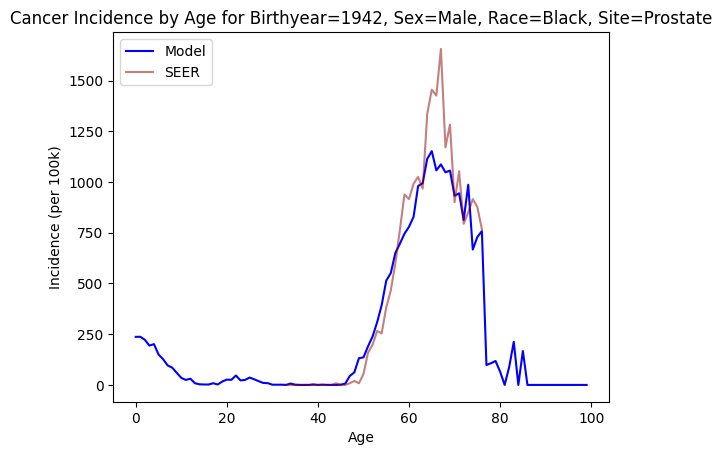 Cancer Incidence by Age for Birthyear=1942, Sex=Male, Race=Black, Site=Prostate
Model
SEER
Incidence (per 100k)
1500
1250
1000
750
500
250
0
0 20 40 60 80 100
Age